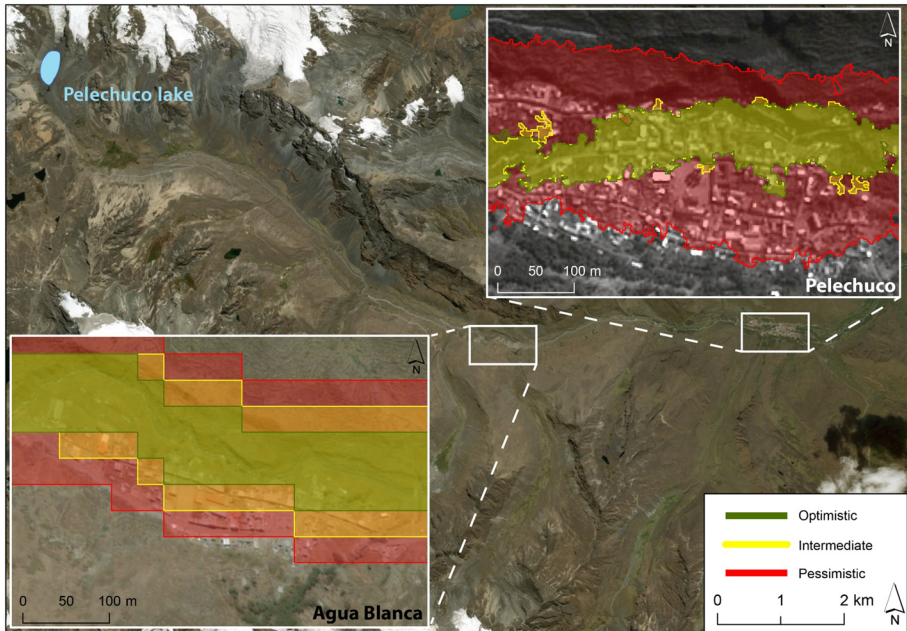 Pelechuco lake
N
0 50 100 m
Pelechuco
N
0 50 100 m
Agua Blanca
Optimistic
Intermediate
Pessimistic
0 1 2 km
N